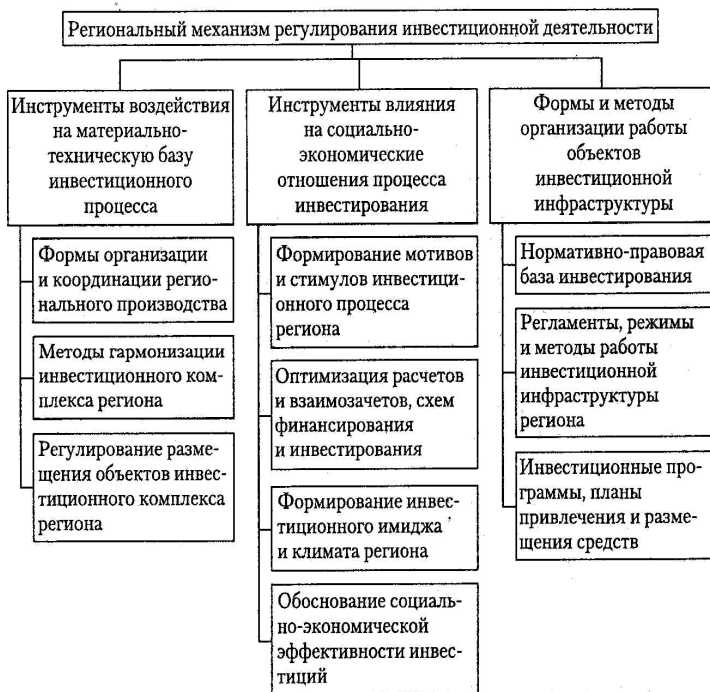 Региональный механизм регулирования инвестиционной деятельности
Инструменты воздействия
на материально-
техническую базу
инвестиционного
процесса
Формы организации
и координации реги-
онального производства
Методы гармонизации
инвестиционного ком-
плекса региона
Регулирование разме-
щения объектов инвес-
тиционного комплекса
региона
Инструменты влияния
на социально-
экономические
отношения процесса
инвестирования
Формирование мотивов
и стимулов инвестици-
онного процесса
региона
Оптимизация расчетов
и взаимозачетов, схем
финансирования
и инвестирования
Формирование инвес-
тиционного имиджа
и климата региона
Обоснование социаль-
но-экономической
эффективности инвес-
тиций
Формы и методы
организации работы
объектов
инвестиционной
инфраструктуры
Нормативно-правовая
база инвестирования
Регламенты, режимы
и методы работы
инвестиционной
инфраструктуры
региона
Инвестиционные про-
граммы, планы
привлечения и разме-
щения средств